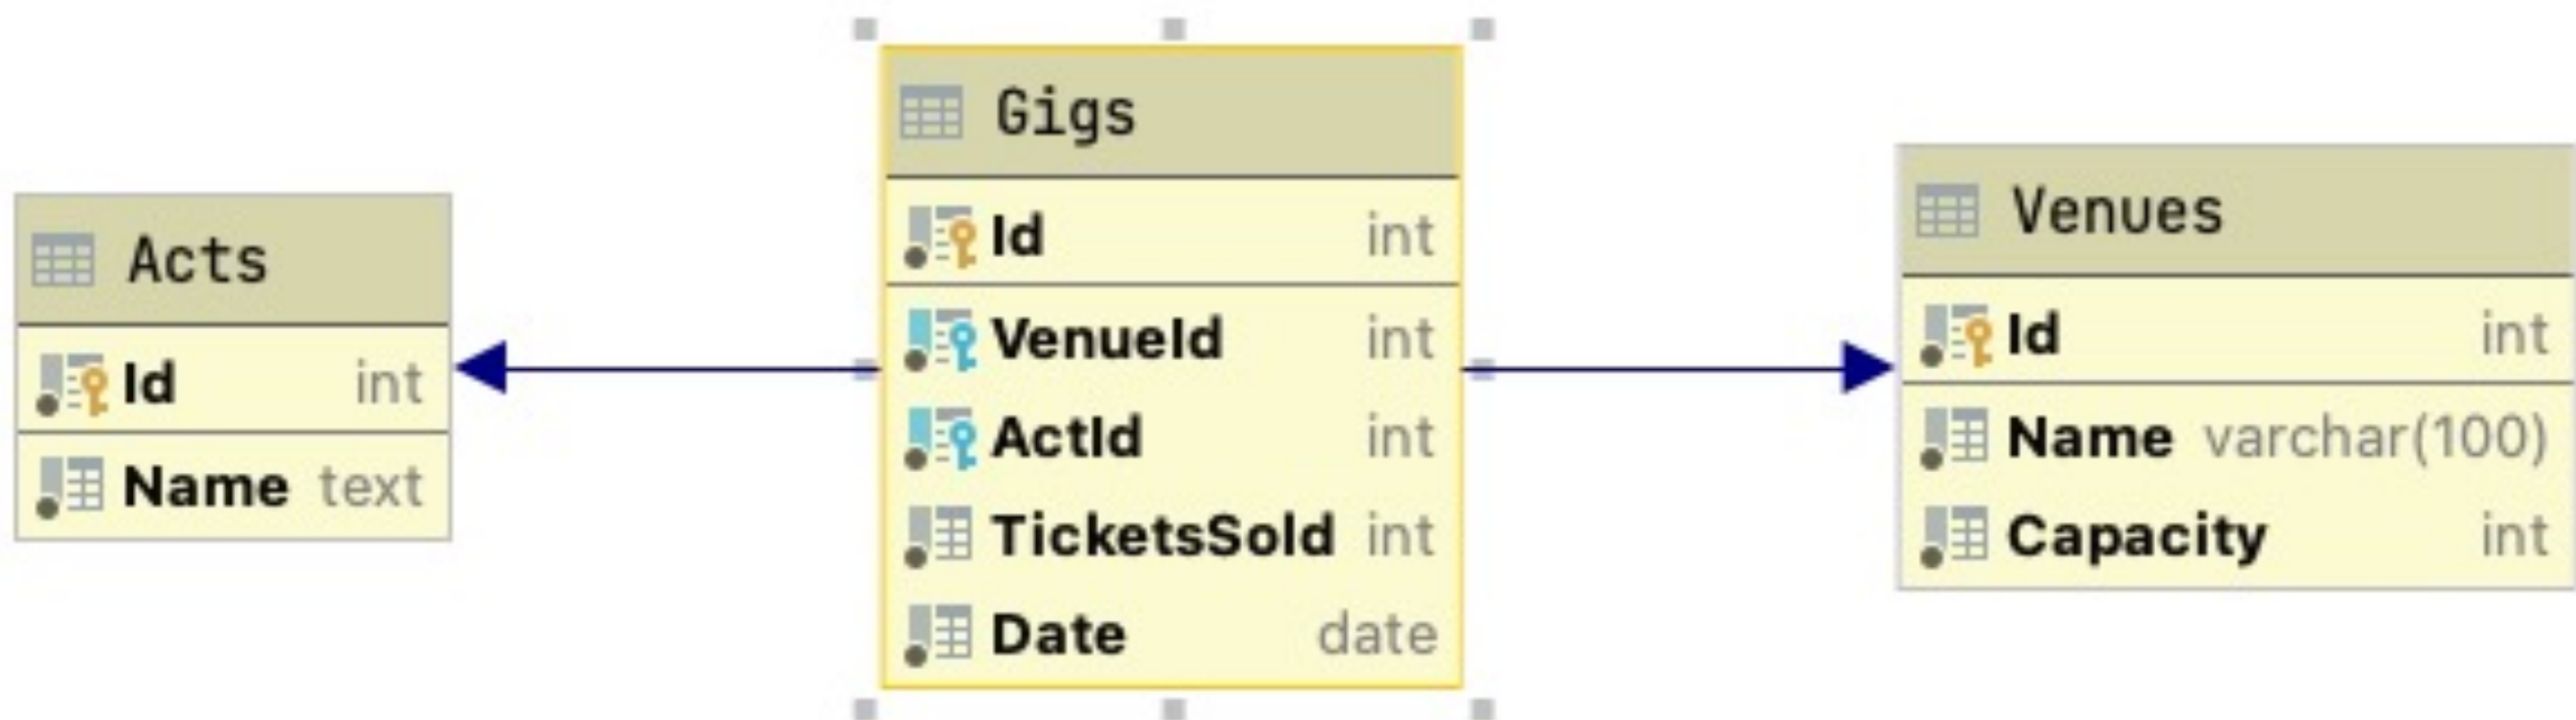 Acts
Id int
Name text
Gigs
Id int
VenueId int
ActId int
TicketsSold int
Date date
Venues
Id int
Name varchar(100)
Capacity int